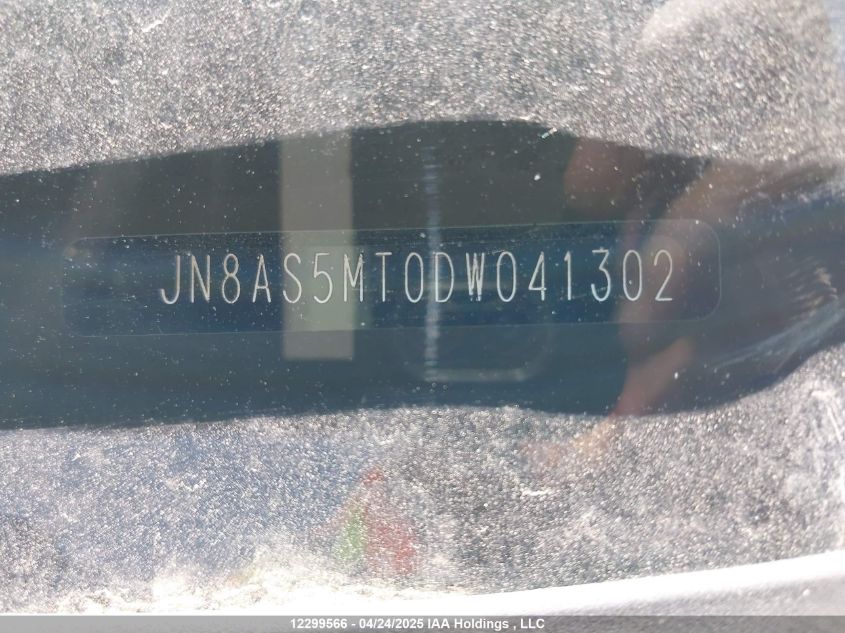 JN8AS5MT0DW041302
12299566 - 04/24/2025 IAA Holdings , LLC